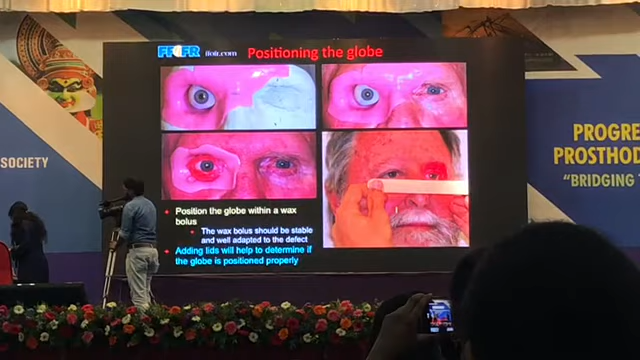 FFOFR ffofr.com Positioning the globe
SOCIETY
PROGRE
PROSTHOD
"BRIDGING
▪ Position the globe within a wax
bolus
▪ The wax bolus should be stable
and well adapted to the defect
▪ Adding lids will help to determine if
the globe is positioned properly